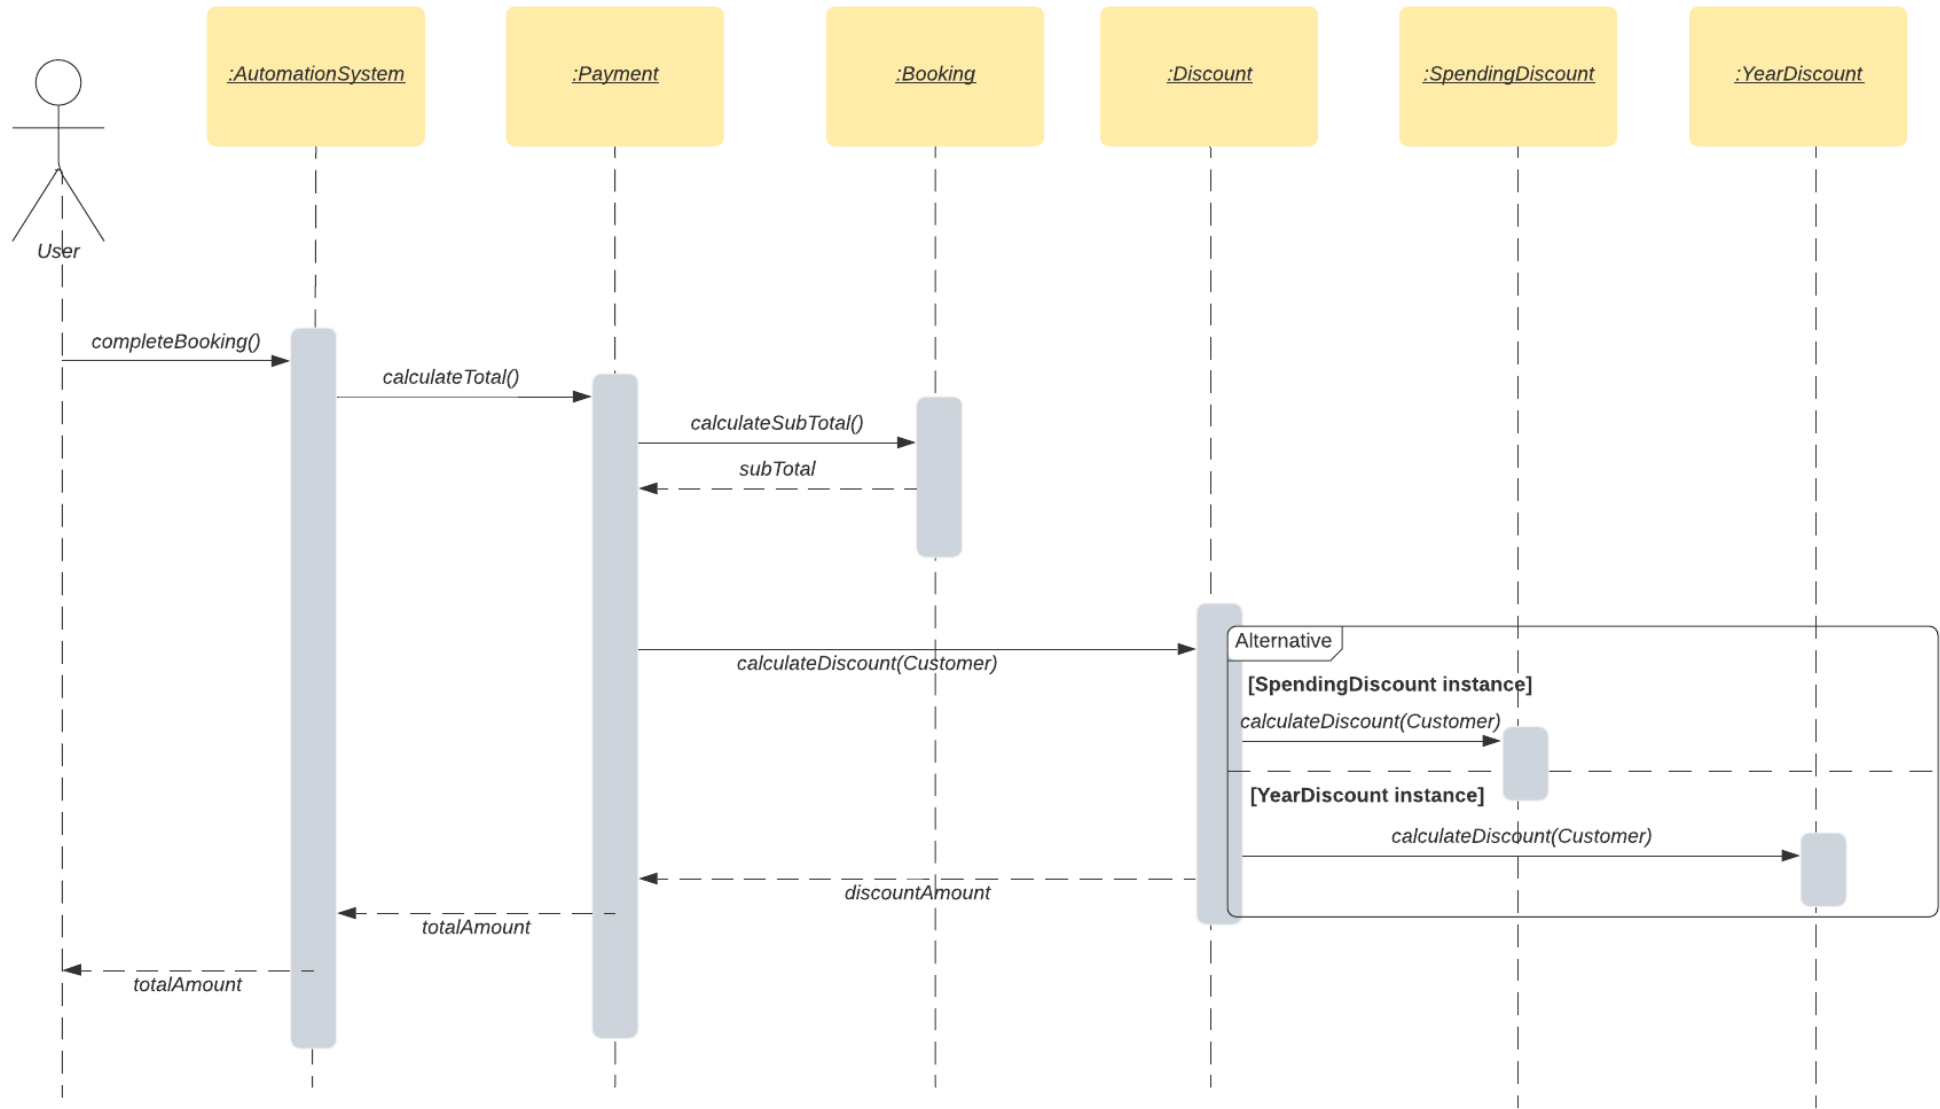 :AutomationSystem
:Payment
:Booking
:Discount
:SpendingDiscount
:YearDiscount
User
completeBooking()
calculateTotal()
calculateSubTotal()
subTotal
Alternative
calculateDiscount(Customer)
[SpendingDiscount instance]
calculateDiscount(Customer)
[YearDiscount instance]
calculateDiscount(Customer)
discountAmount
totalAmount
totalAmount